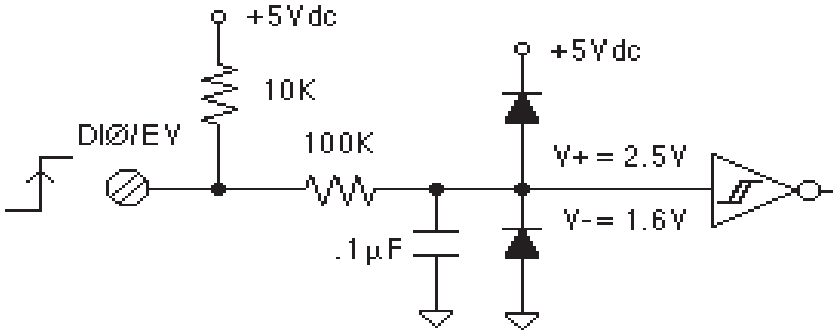 +5Vdc
+5Vdc
10K
DIØ/EV
100K
V+ = 2.5V
V- = 1.6V
.1µF